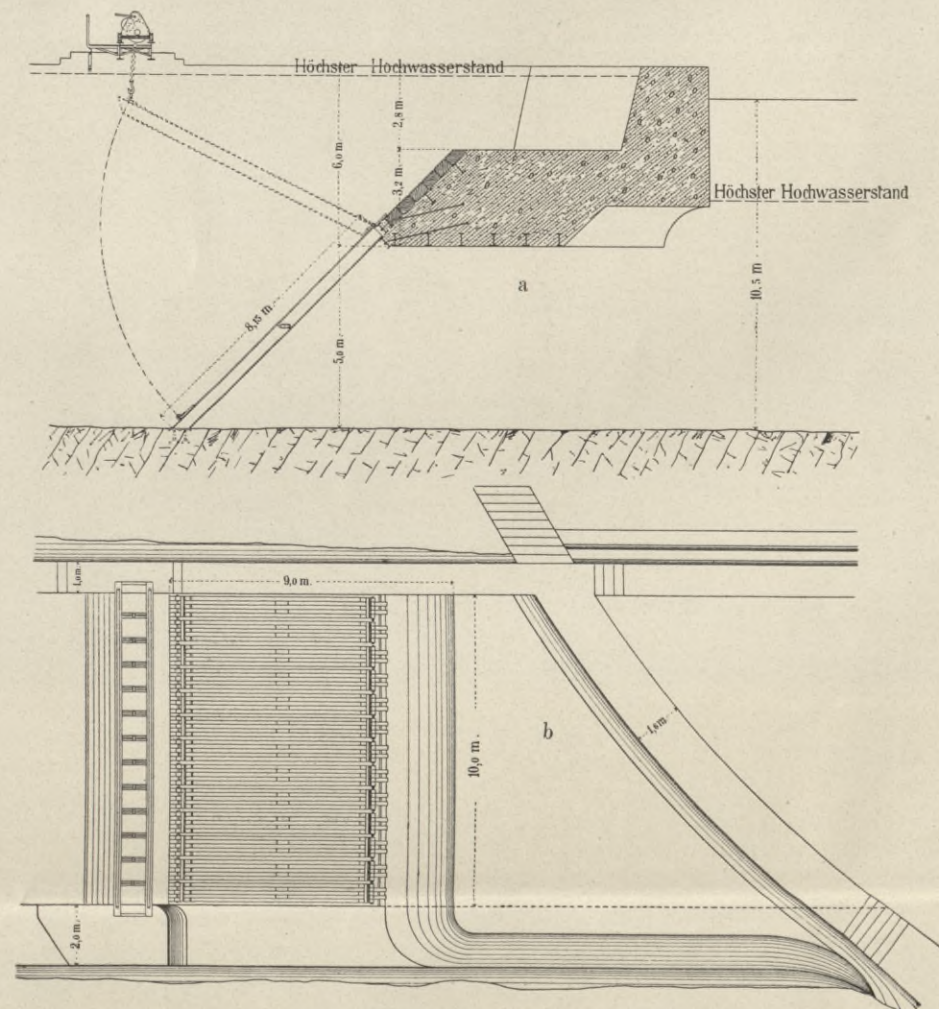 Höchster Hochwasserstand
2,8 m.
6,0 m.
3,2 m.
Höchster Hochwasserstand
a
8,15 m.
10.5 m
5,0 m.
1,0 m.
9,0 m.
10,0 m.
b
1,8 m.
2,0 m.